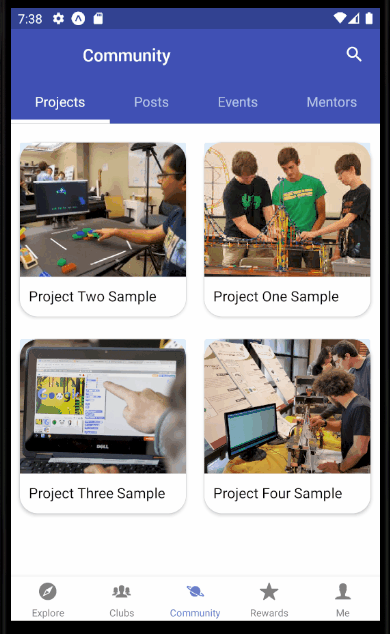 7:38
Community
Projects Posts Events Mentors
Project Two Sample Project One Sample
DELL
Project Three Sample Project Four Sample
Explore Clubs Community Rewards Me